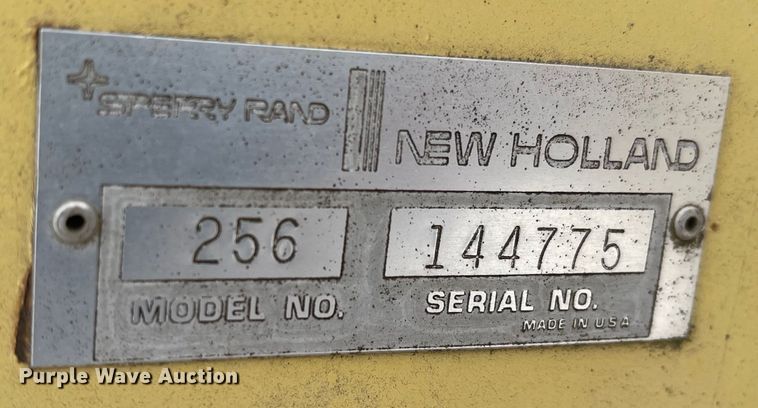 SPERRY RAND
NEW HOLLAND
256
144775
MODEL NO.
SERIAL NO.
MADE IN USA
Purple Wave Auction